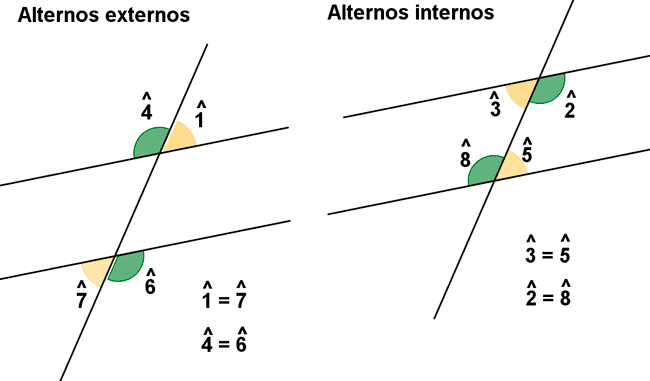 Alternos externos
4̂
1̂
7̂
6̂
1̂ = 7̂
4̂ = 6̂
Alternos internos
3̂
2̂
8̂
5̂
3̂ = 5̂
2̂ = 8̂